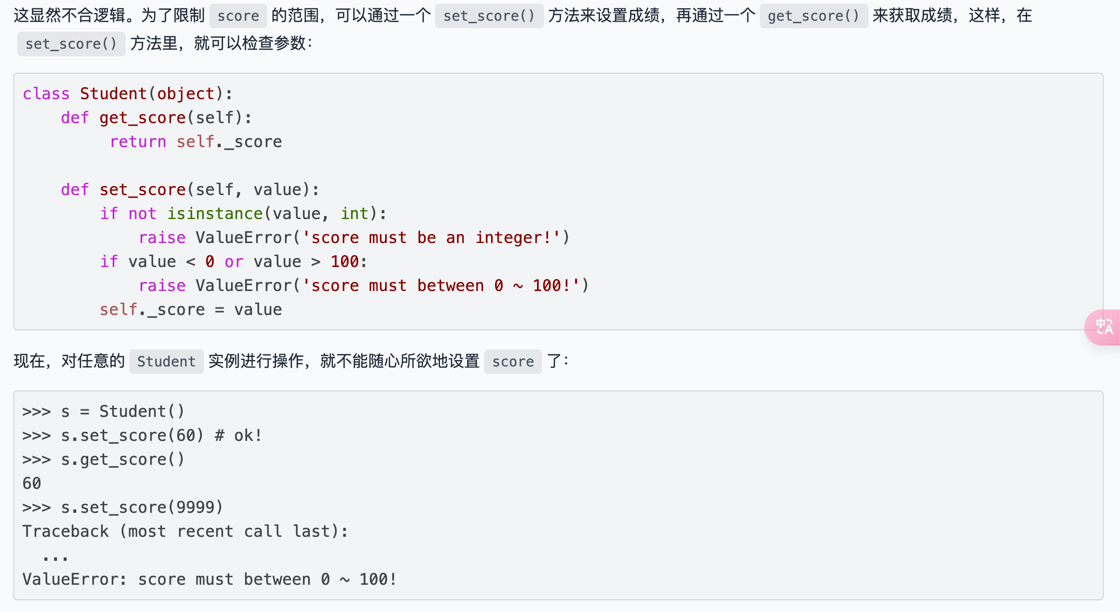 这显然不合逻辑。为了限制 score 的范围，可以通过一个 set_score() 方法来设置成绩，再通过一个 get_score() 来获取成绩，这样，在
set_score() 方法里，就可以检查参数：
class Student(object):
    def get_score(self):
         return self._score

    def set_score(self, value):
        if not isinstance(value, int):
            raise ValueError('score must be an integer!')
        if value < 0 or value > 100:
            raise ValueError('score must between 0 ~ 100!')
        self._score = value
现在，对任意的 Student 实例进行操作，就不能随心所欲地设置 score 了：
>>> s = Student()
>>> s.set_score(60) # ok!
>>> s.get_score()
60
>>> s.set_score(9999)
Traceback (most recent call last):
  ...
ValueError: score must between 0 ~ 100!
中
A